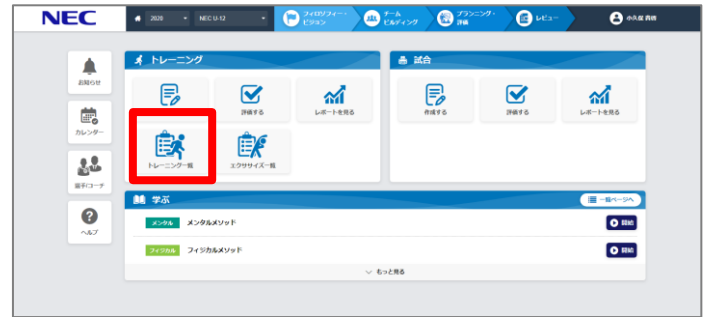 NEC
2020
NEC U-12
フィロソフィー・
ビジョン
チーム
ビルディング
プランニング・
評価
レビュー
お知らせ
カレンダー
選手/コーチ
ヘルプ
トレーニング
評価する
レポートを見る
トレーニング一覧
エクササイズ一覧
試合
作成する
評価する
レポートを見る
学ぶ
一覧ページへ
メンタル メンタルメソッド
開始
フィジカル フィジカルメソッド
開始
もっと見る